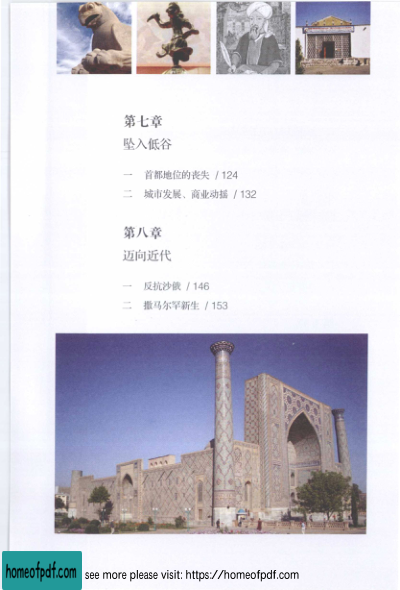 第七章
坠入低谷
一 首都地位的丧失 / 124
二 城市发展、商业动摇 / 132
第八章
迈向近代
一 反抗沙俄 / 146
二 撒马尔罕新生 / 153
homeofpdf.com
see more please visit: https://homeofpdf.com